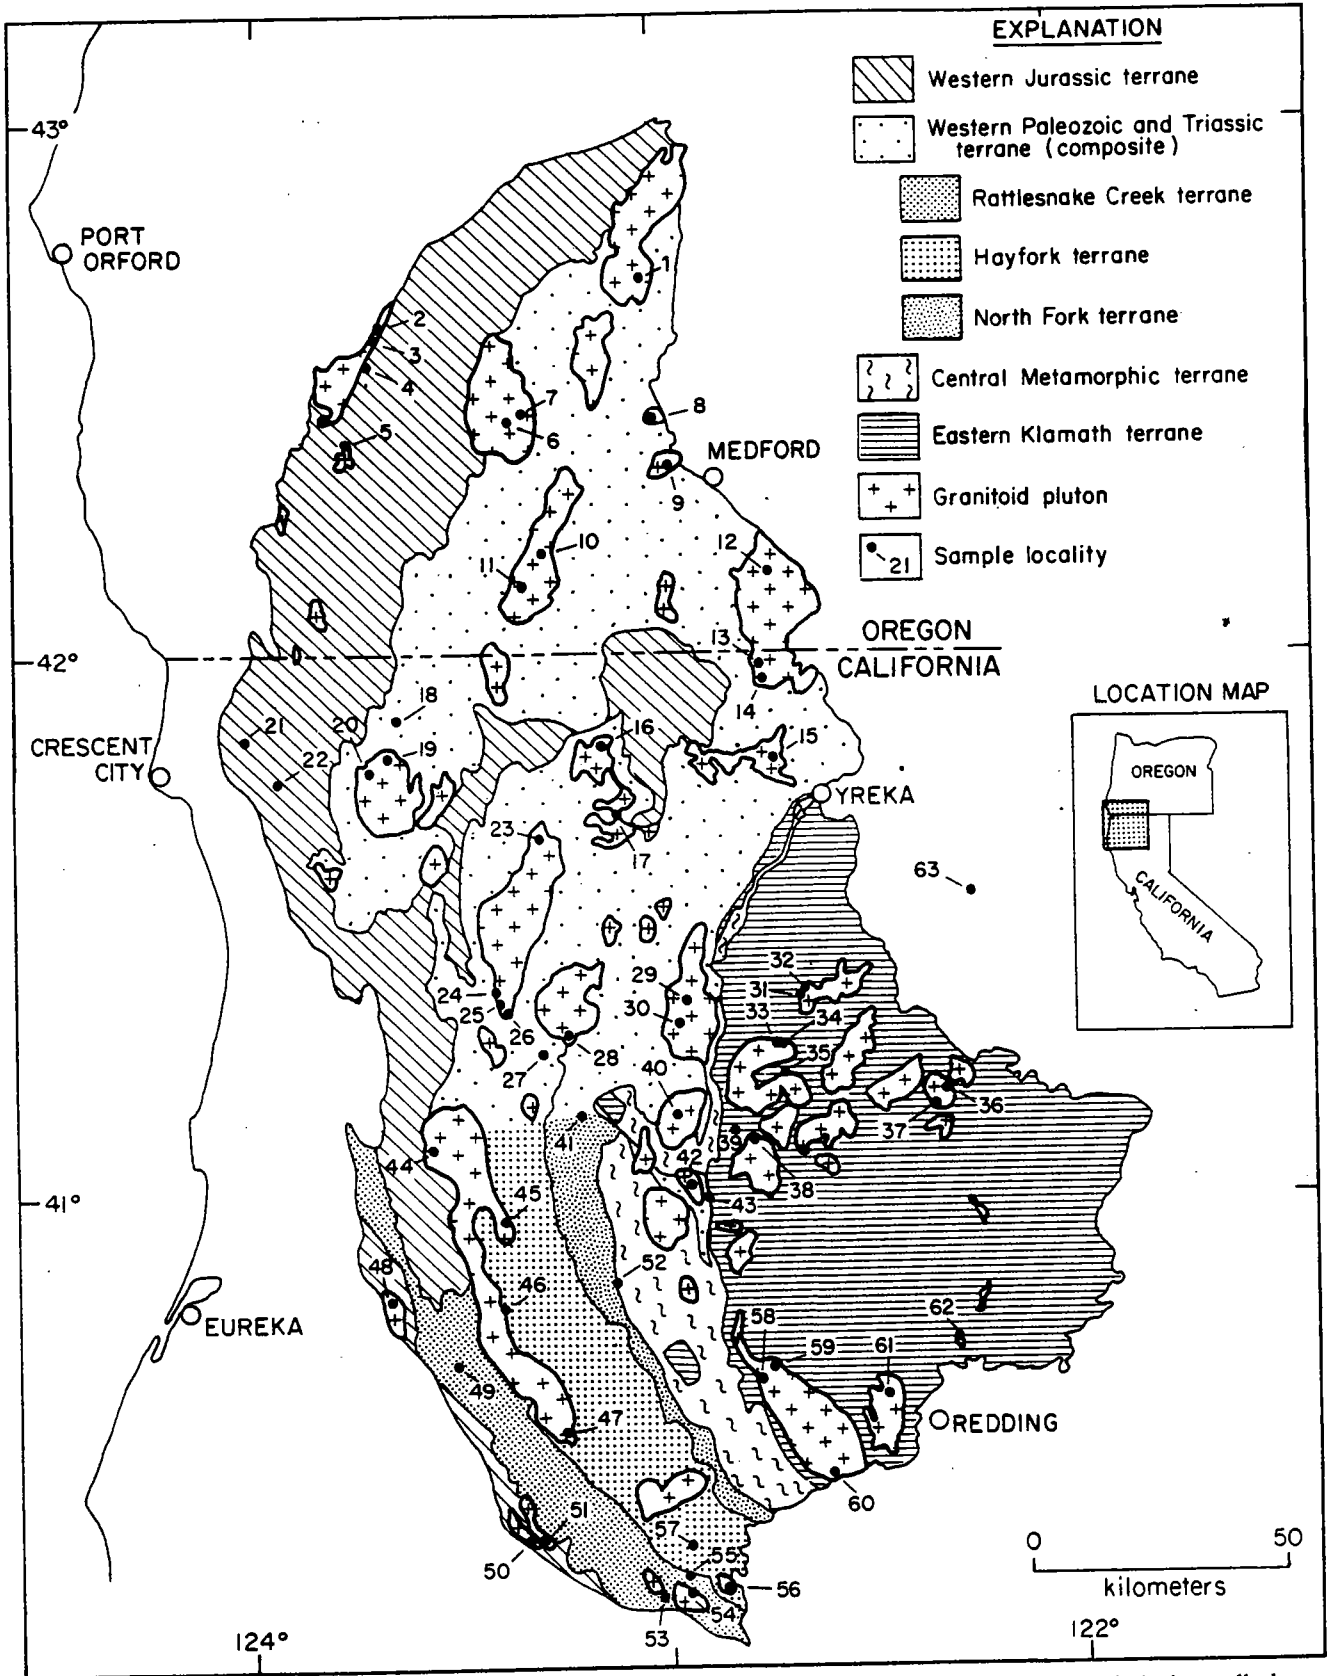 EXPLANATION
Western Jurassic terrane
Western Paleozoic and Triassic
terrane (composite)
Rattlesnake Creek terrane
Hayfork terrane
North Fork terrane
Central Metamorphic terrane
Eastern Klamath terrane
Granitoid pluton
21
Sample locality
43°
PORT
ORFORD
1
2
3
4
5
7
6
8
MEDFORD
9
10
11
12
13
OREGON
42°
CALIFORNIA
14
LOCATION MAP
OREGON
CALIFORNIA
18
16
15
21
20
19
CRESCENT
CITY
22
YREKA
23
17
63
32
29
31
24
30
33
34
25
26
28
35
27
40
36
37
41
39
44
42
38
45
43
41°
52
48
46
EUREKA
58
62
59
61
49
47
REDDING
51
60
57
0
50
50
55
kilometers
56
54
53
124°
122°